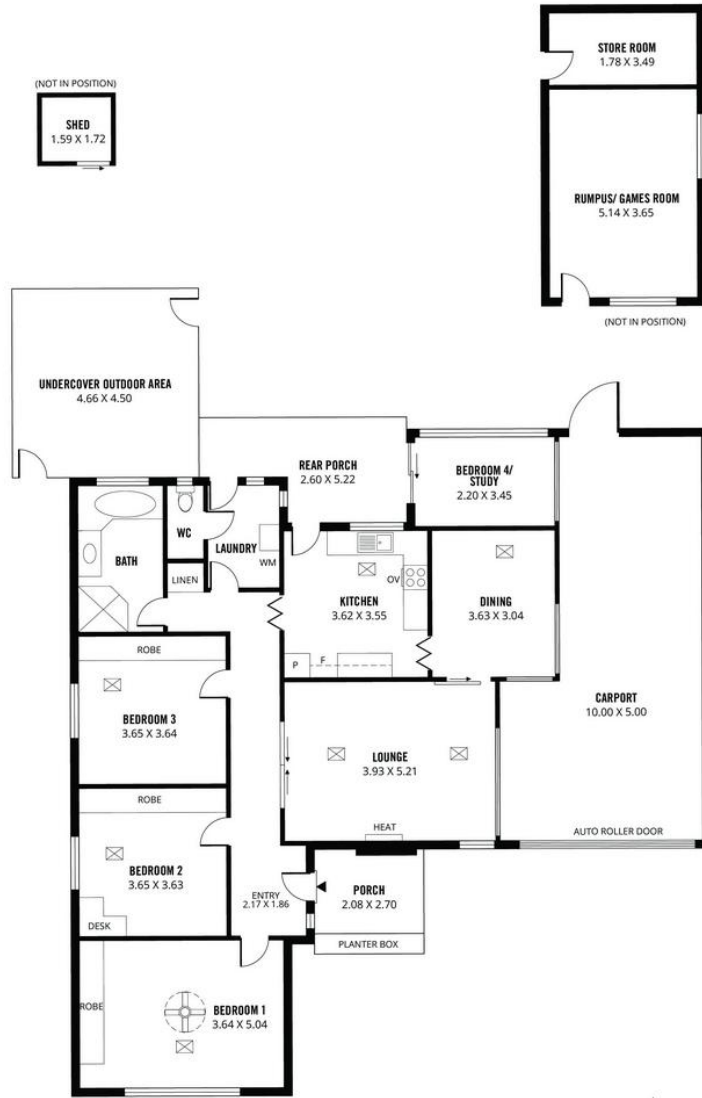 STORE ROOM
1.78 X 3.49
(NOT IN POSITION)
SHED
1.59 X 1.72
RUMPUS/ GAMES ROOM
5.14 X 3.65
(NOT IN POSITION)
UNDERCOVER OUTDOOR AREA
4.66 X 4.50
REAR PORCH
2.60 X 5.22
BEDROOM 4/
STUDY
2.20 X 3.45
WC
LAUNDRY
WM
BATH
LINEN
KITCHEN
3.62 X 3.55
OV
P
F
DINING
3.63 X 3.04
ROBE
BEDROOM 3
3.65 X 3.64
CARPORT
10.00 X 5.00
LOUNGE
3.93 X 5.21
HEAT
AUTO ROLLER DOOR
ROBE
BEDROOM 2
3.65 X 3.63
DESK
ENTRY
2.17 X 1.86
PORCH
2.08 X 2.70
PLANTER BOX
ROBE
BEDROOM 1
3.64 X 5.04